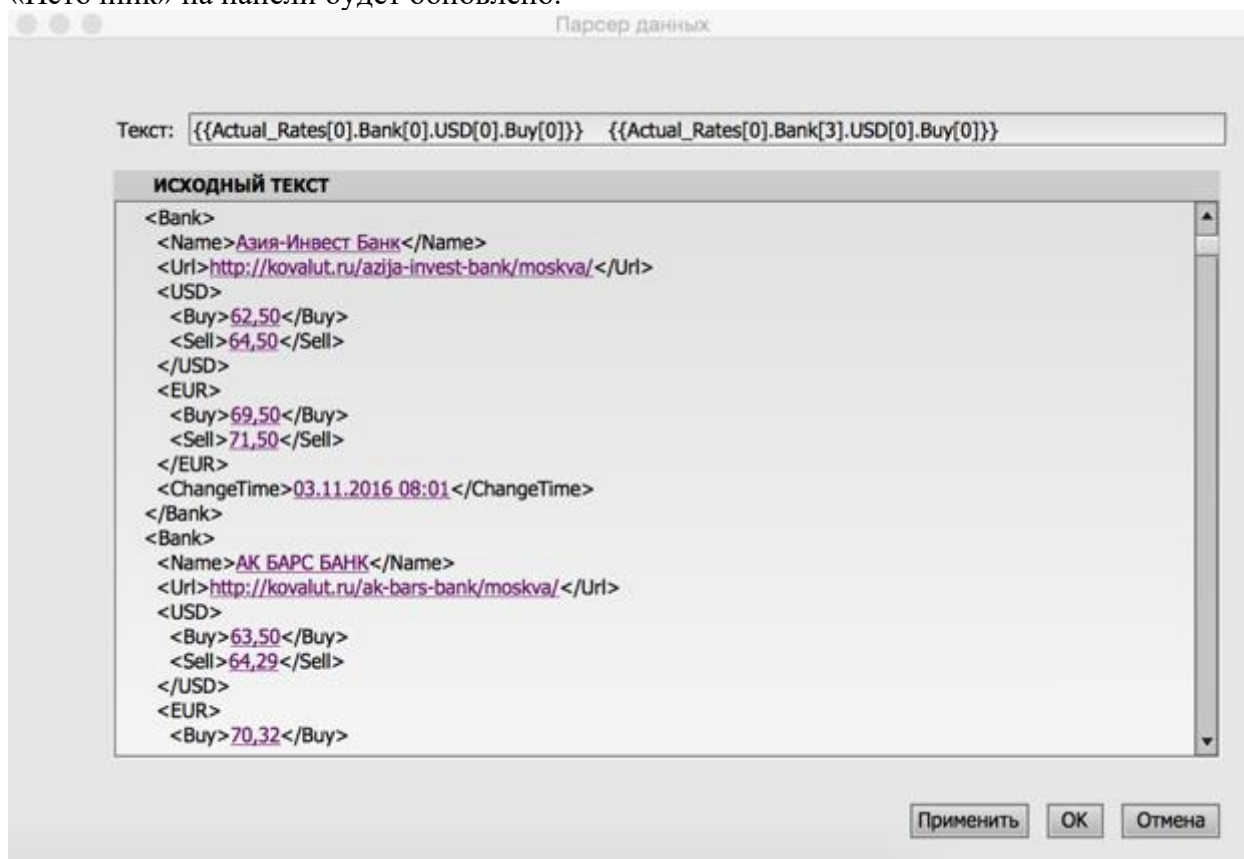 «Источник» на панели будет обновлено.
Парсер данных
Текст: {{Actual_Rates[0].Bank[0].USD[0].Buy[0]}} {{Actual_Rates[0].Bank[3].USD[0].Buy[0]}}
ИСХОДНЫЙ ТЕКСТ
<Bank>
<Name>Азия-Инвест Банк</Name>
<Url>http://kovalut.ru/azija-invest-bank/moskva/</Url>
<USD>
<Buy>62,50</Buy>
<Sell>64,50</Sell>
</USD>
<EUR>
<Buy>69,50</Buy>
<Sell>71,50</Sell>
</EUR>
<ChangeTime>03.11.2016 08:01</ChangeTime>
</Bank>
<Bank>
<Name>АК БАРС БАНК</Name>
<Url>http://kovalut.ru/ak-bars-bank/moskva/</Url>
<USD>
<Buy>63,50</Buy>
<Sell>64,29</Sell>
</USD>
<EUR>
<Buy>70,32</Buy>
Применить OK Отмена